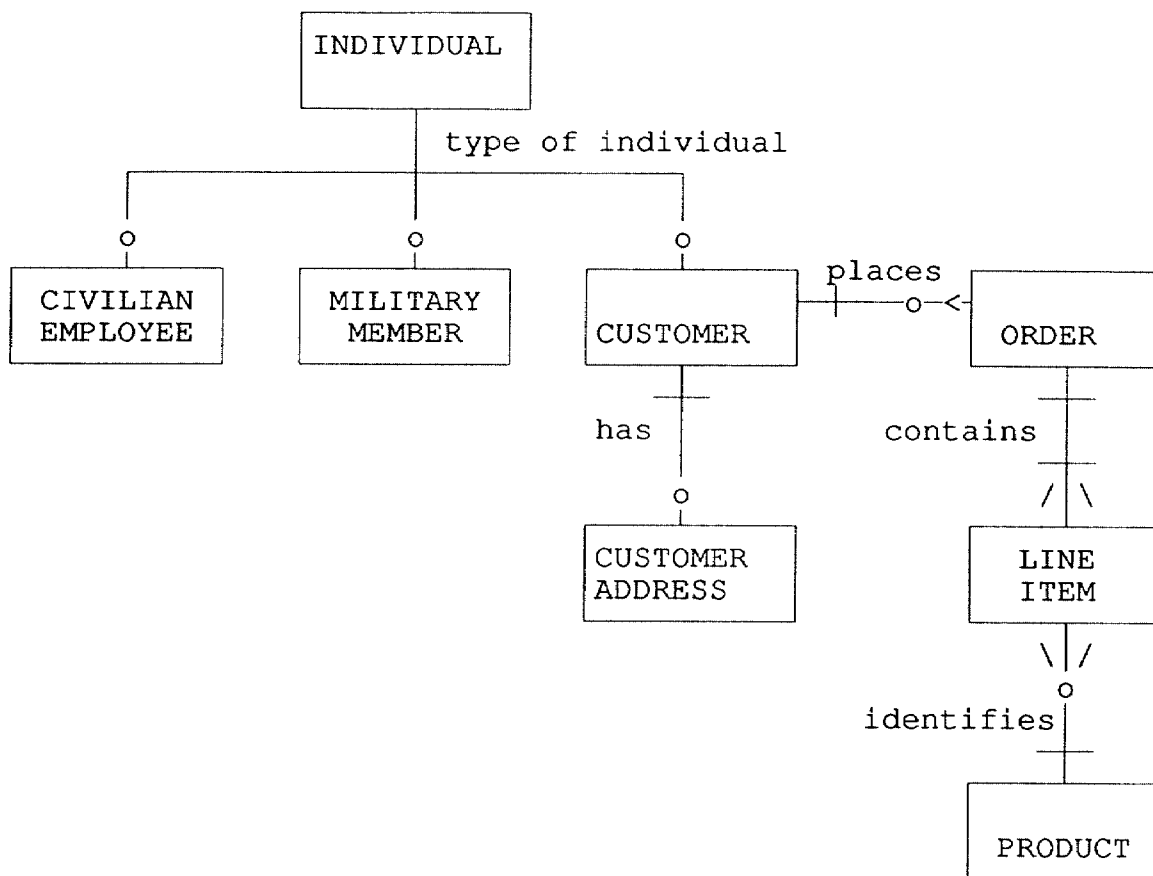 INDIVIDUAL
type of individual
CIVILIAN
EMPLOYEE
MILITARY
MEMBER
CUSTOMER
places
ORDER
has
contains
CUSTOMER
ADDRESS
LINE
ITEM
identifies
PRODUCT